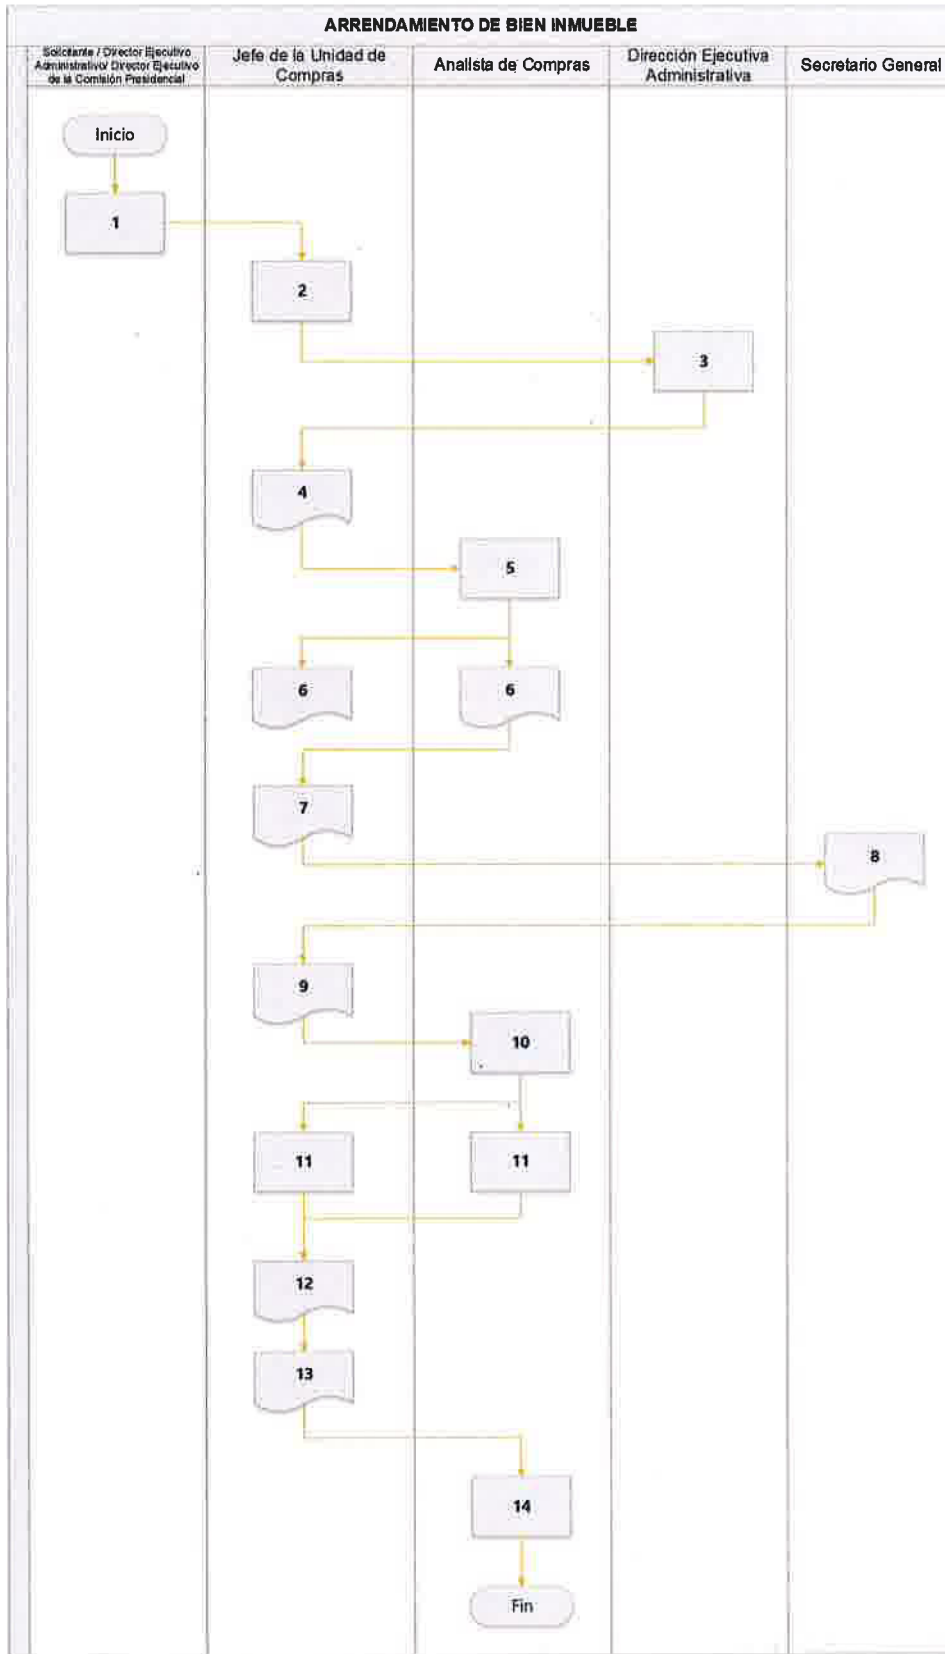 ARRENDAMIENTO DE BIEN INMUEBLE
Solicitante / Director Ejecutivo
Administrativo/ Director Ejecutivo
de la Comisión Presidencial
Jefe de la Unidad de
Compras
Analista de Compras
Dirección Ejecutiva
Administrativa
Secretario General
Inicio
1
2
3
4
5
6
6
7
8
9
10
11
11
12
13
14
Fin